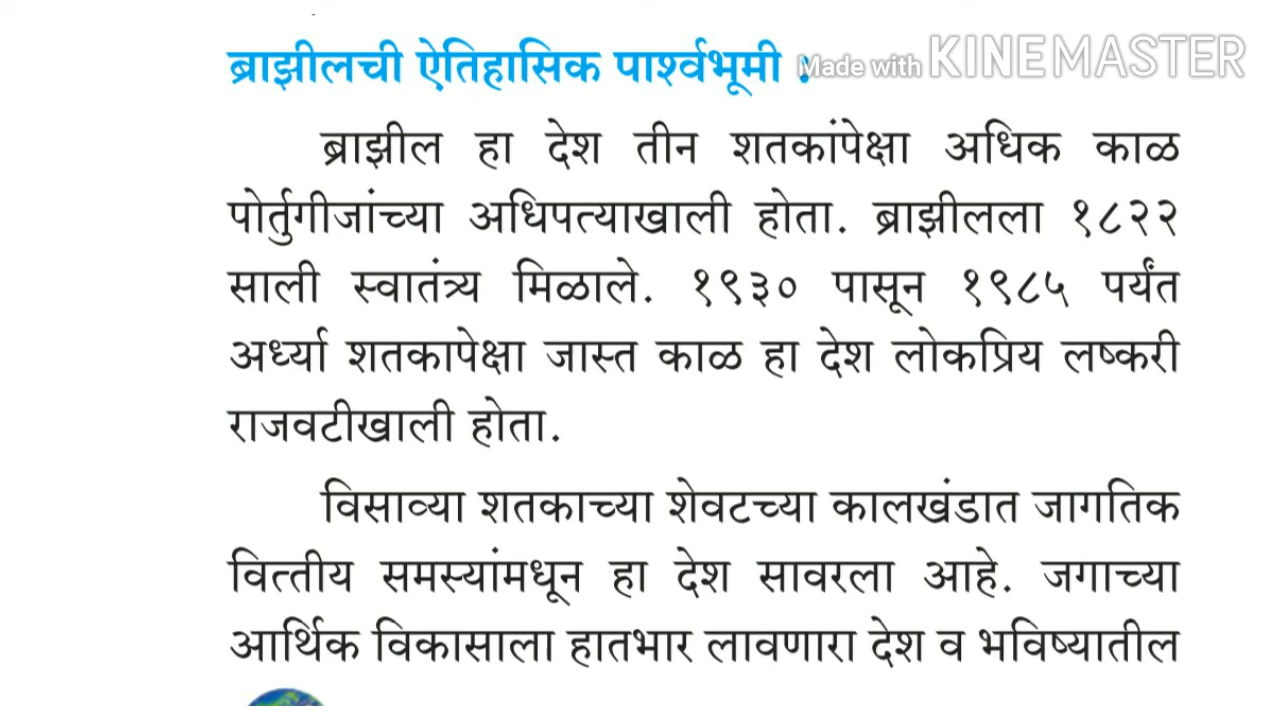 ब्राझीलची ऐतिहासिक पार्श्वभूमी :
Made with KINEMASTER
ब्राझील हा देश तीन शतकांपेक्षा अधिक काळ
पोर्तुगीजांच्या अधिपत्याखाली होता. ब्राझीलला १८२२
साली स्वातंत्र्य मिळाले. १९३० पासून १९८५ पर्यंत
अर्ध्या शतकापेक्षा जास्त काळ हा देश लोकप्रिय लष्करी
राजवटीखाली होता.
विसाव्या शतकाच्या शेवटच्या कालखंडात जागतिक
वित्तीय समस्यांमधून हा देश सावरला आहे. जगाच्या
आर्थिक विकासाला हातभार लावणारा देश व भविष्यातील